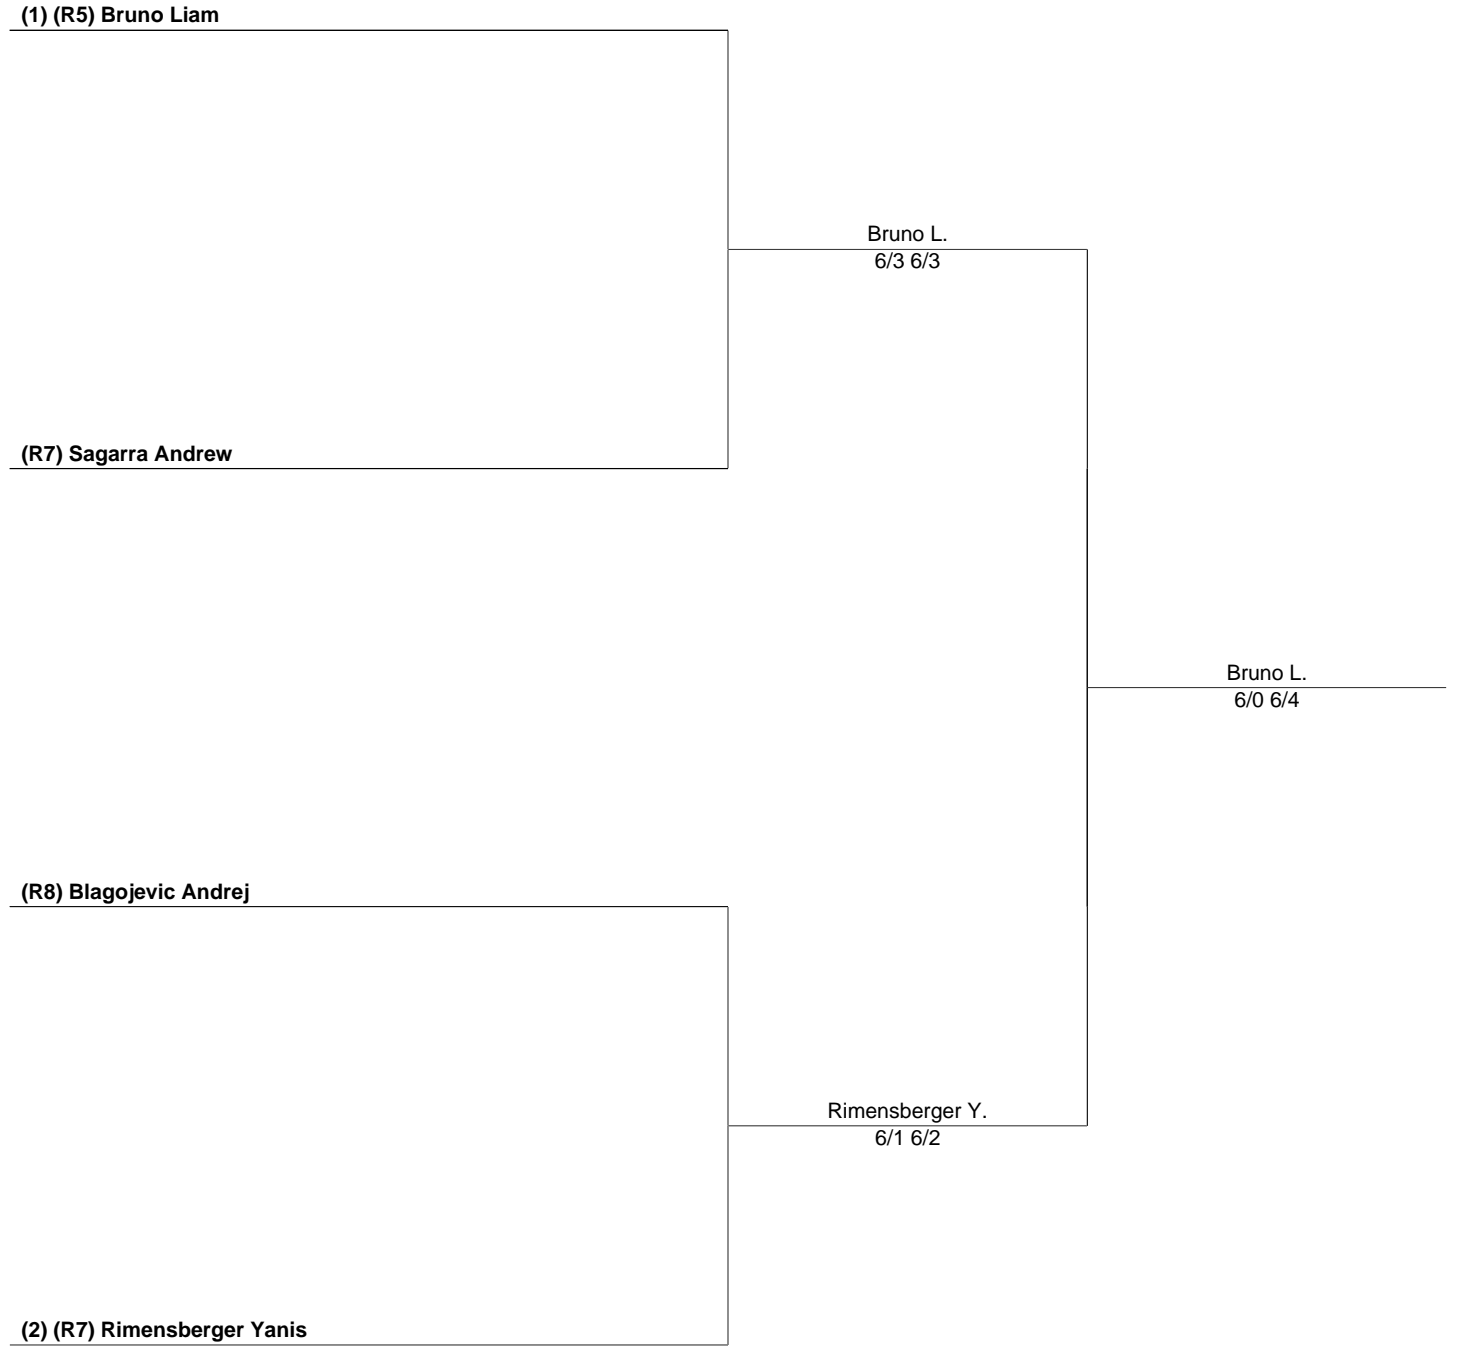 (1) (R5) Bruno Liam
Bruno L.
6/3 6/3
(R7) Sagarra Andrew
Bruno L.
6/0 6/4
(R8) Blagojevic Andrej
Rimensberger Y.
6/1 6/2
(2) (R7) Rimensberger Yanis